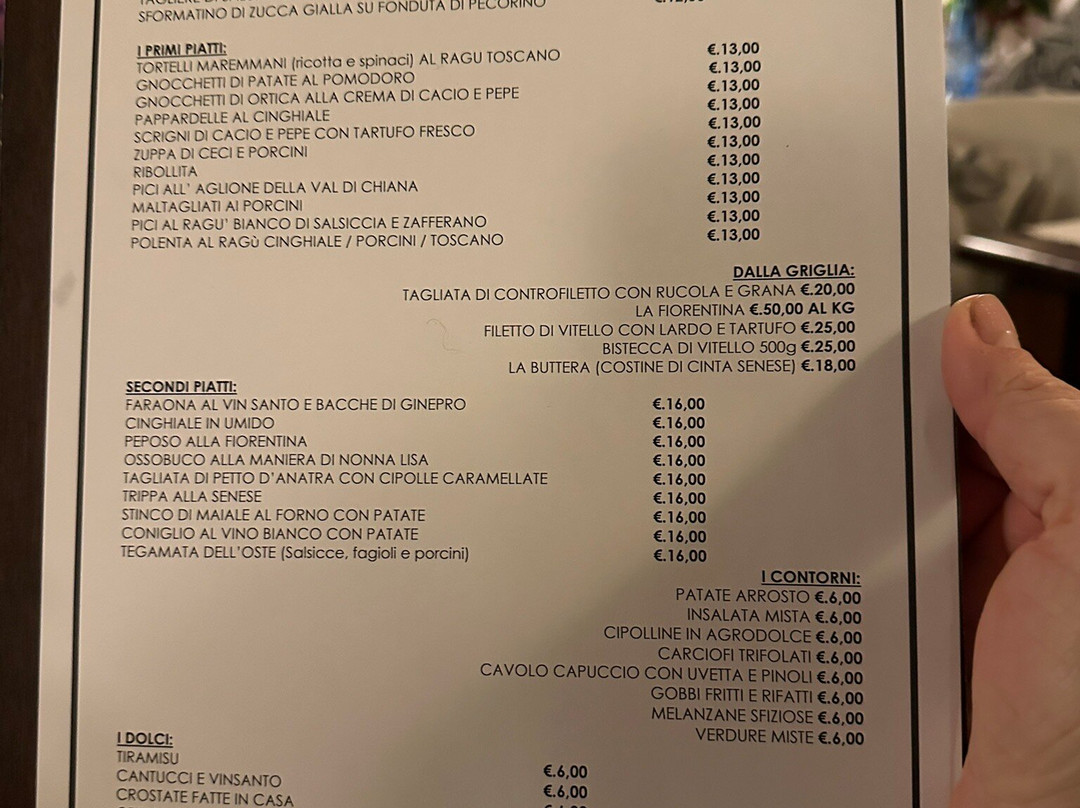 SFORMATINO DI ZUCCA GIALLA SU FONDUTA DI PECORINO
I PRIMI PIATTI:
TORTELLI MAREMMANI (ricotta e spinaci) AL RAGU TOSCANO €.13,00
GNOCCHETTI DI PATATE AL POMODORO €.13,00
GNOCCHETTI DI ORTICA ALLA CREMA DI CACIO E PEPE €.13,00
PAPPARDELLE AL CINGHIALE €.13,00
SCRIGNI DI CACIO E PEPE CON TARTUFO FRESCO €.13,00
ZUPPA DI CECI E PORCINI €.13,00
RIBOLLITA €.13,00
PICI ALL' AGLIONE DELLA VAL DI CHIANA €.13,00
MALTAGLIATI AI PORCINI €.13,00
PICI AL RAGU' BIANCO DI SALSICCIA E ZAFFERANO €.13,00
POLENTA AL RAGÙ CINGHIALE / PORCINI / TOSCANO €.13,00
DALLA GRIGLIA:
TAGLIATA DI CONTROFILETTO CON RUCOLA E GRANA €.20,00
LA FIORENTINA €.50,00 AL KG
FILETTO DI VITELLO CON LARDO E TARTUFO €.25,00
BISTECCA DI VITELLO 500g €.25,00
LA BUTTERA (COSTINE DI CINTA SENESE) €.18,00
SECONDI PIATTI:
FARAONA AL VIN SANTO E BACCHE DI GINEPRO €.16,00
CINGHIALE IN UMIDO €.16,00
PEPOSO ALLA FIORENTINA €.16,00
OSSOBUCO ALLA MANIERA DI NONNA LISA €.16,00
TAGLIATA DI PETTO D'ANATRA CON CIPOLLE CARAMELLATE €.16,00
TRIPPA ALLA SENESE €.16,00
STINCO DI MAIALE AL FORNO CON PATATE €.16,00
CONIGLIO AL VINO BIANCO CON PATATE €.16,00
TEGAMATA DELL'OSTE (Salsicce, fagioli e porcini) €.16,00
I CONTORNI:
PATATE ARROSTO €.6,00
INSALATA MISTA €.6,00
CIPOLLINE IN AGRODOLCE €.6,00
CARCIOFI TRIFOLATI €.6,00
CAVOLO CAPUCCIO CON UVETTA E PINOLI €.6,00
GOBBI FRITTI E RIFATTI €.6,00
MELANZANE SFIZIOSE €.6,00
VERDURE MISTE €.6,00
I DOLCI:
TIRAMISU €.6,00
CANTUCCI E VINSANTO €.6,00
CROSTATE FATTE IN CASA